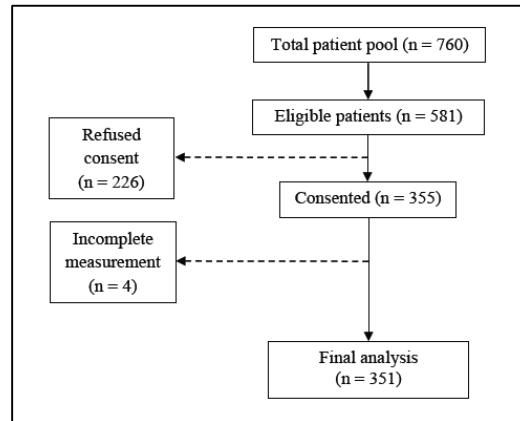 Total patient pool (n = 760)
Eligible patients (n = 581)
Refused
consent
(n = 226)
Consented (n = 355)
Incomplete
measurement
(n = 4)
Final analysis
(n = 351)